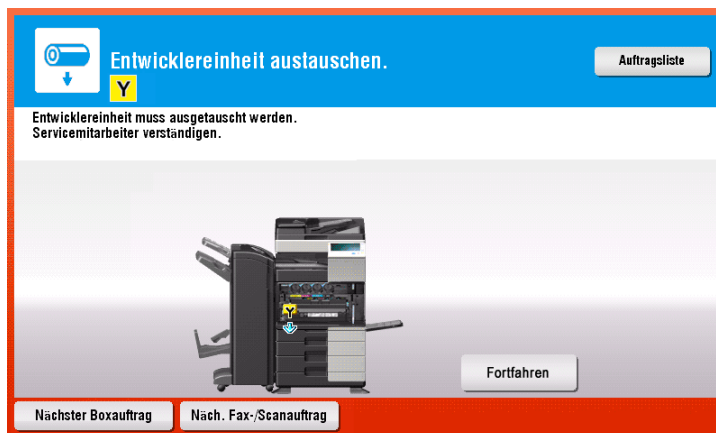 Entwicklereinheit austauschen.
Auftragsliste
Y
Entwicklereinheit muss ausgetauscht werden.
Servicemitarbeiter verständigen.
Y
Fortfahren
Nächster Boxauftrag
Näch. Fax-/Scanauftrag